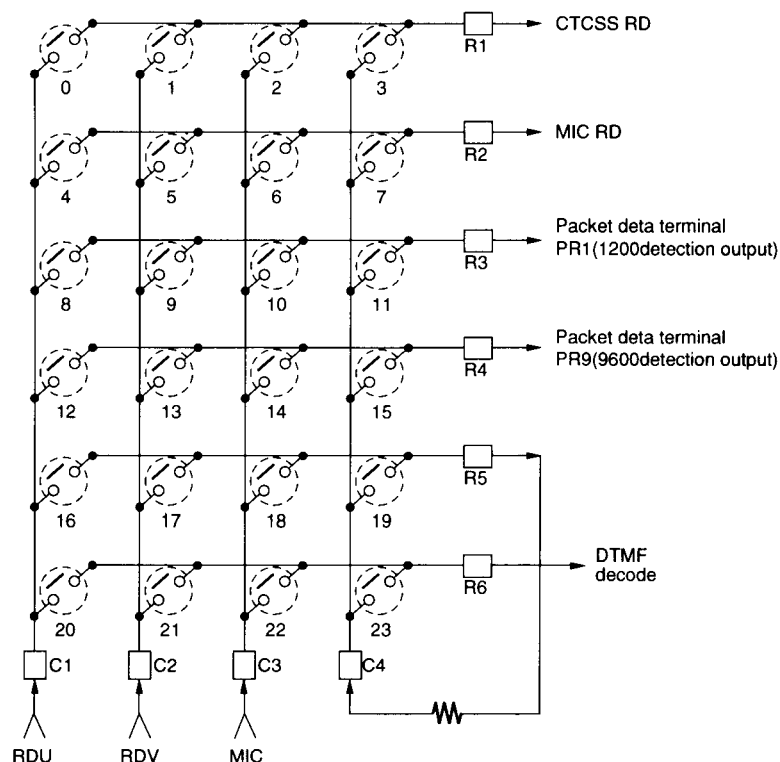 CTCSS RD
R1
0 1 2 3
MIC RD
R2
4 5 6 7
Packet deta terminal
PR1(1200detection output)
R3
8 9 10 11
Packet deta terminal
PR9(9600detection output)
R4
12 13 14 15
R5
16 17 18 19
DTMF
decode
R6
20 21 22 23
C1 C2 C3 C4
RDU RDV MIC